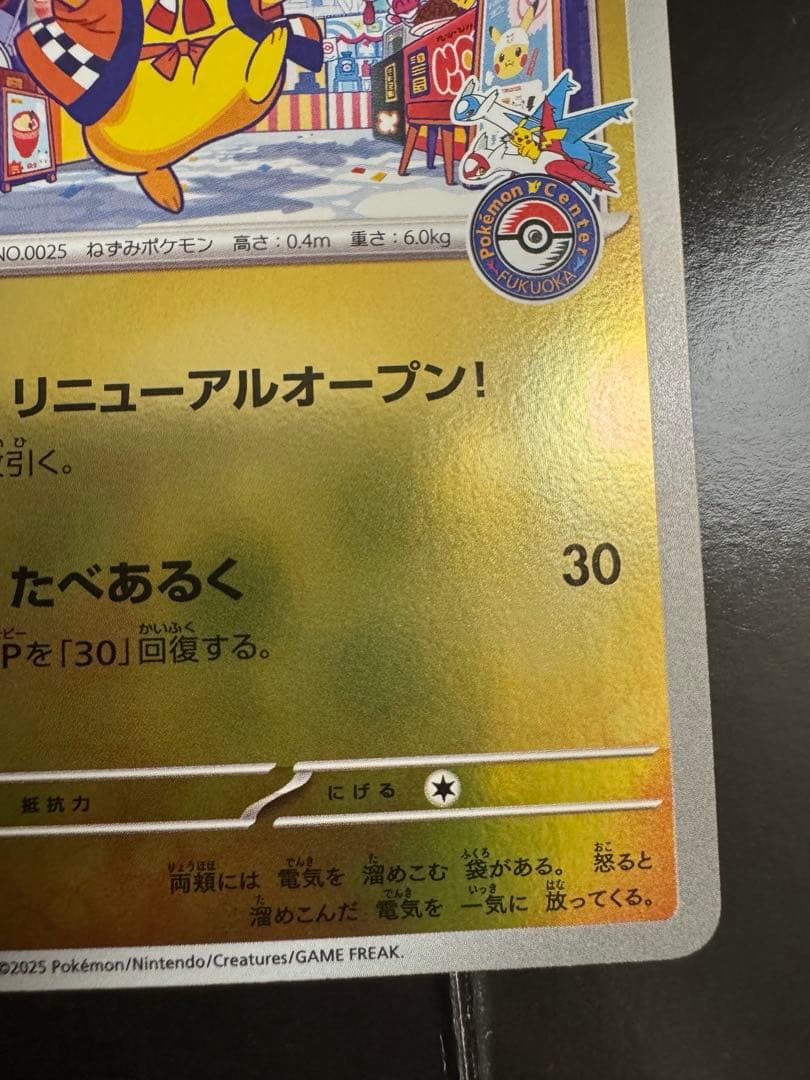 NO.0025 ねずみポケモン 高さ:0.4m 重さ:6.0kg
Pokémon Center
FUKUOKA
リニューアルオープン!
引く。
たべあるく 30
Pを「30」回復する。
抵抗力 にげる
両頬には 電気を 溜めこむ 袋がある。 怒ると
溜めこんだ 電気を 一気に 放ってくる。
©2025 Pokémon/Nintendo/Creatures/GAME FREAK.